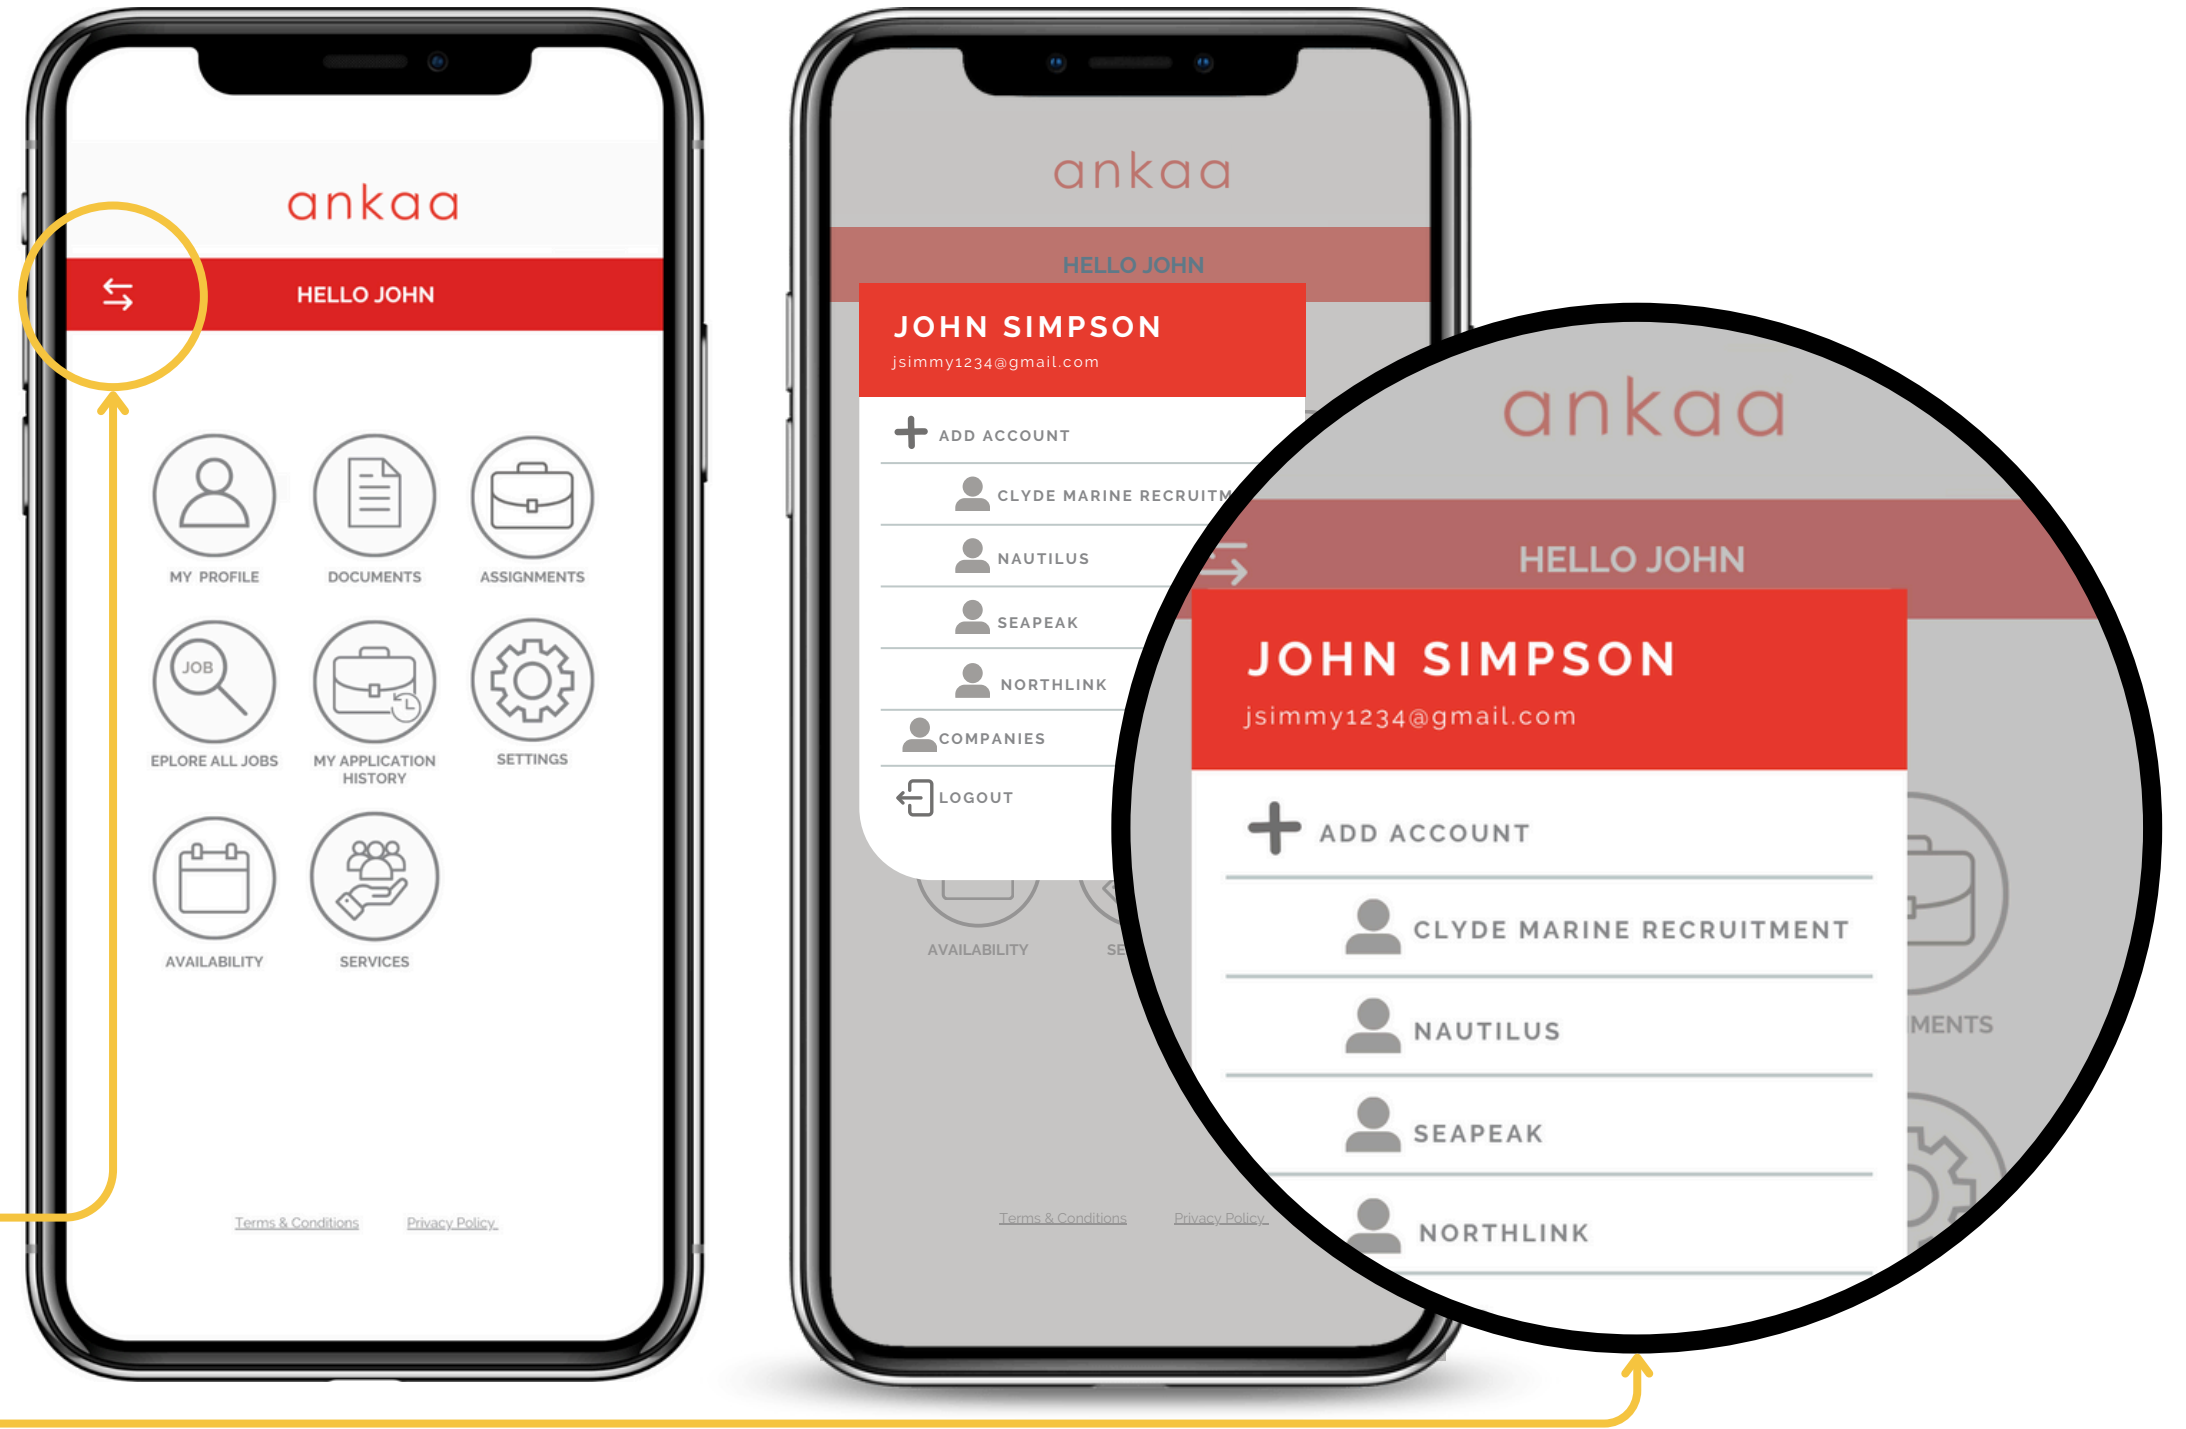 ankaa
HELLO JOHN
MY PROFILE
DOCUMENTS
ASSIGNMENTS
JOB
EPLORE ALL JOBS
MY APPLICATION
HISTORY
SETTINGS
AVAILABILITY
SERVICES
Terms & Conditions
Privacy Policy
ankaa
HELLO JOHN
JOHN SIMPSON
jsimmy1234@gmail.com
ADD ACCOUNT
CLYDE MARINE RECRUITM
NAUTILUS
SEAPEAK
NORTHLINK
COMPANIES
LOGOUT
AVAILABILITY
SE
Terms & Conditions
Privacy Policy
ankaa
HELLO JOHN
JOHN SIMPSON
jsimmy1234@gmail.com
ADD ACCOUNT
CLYDE MARINE RECRUITMENT
NAUTILUS
MENTS
SEAPEAK
NORTHLINK